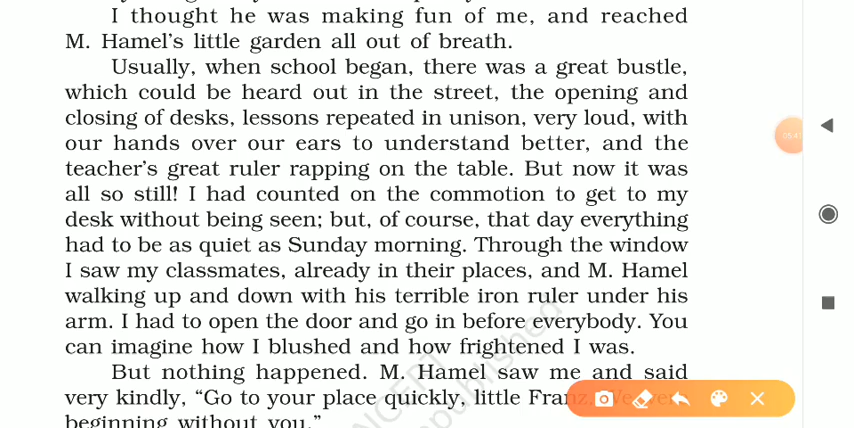 I thought he was making fun of me, and reached
M. Hamel's little garden all out of breath.
Usually, when school began, there was a great bustle,
which could be heard out in the street, the opening and
closing of desks, lessons repeated in unison, very loud, with
our hands over our ears to understand better, and the
teacher's great ruler rapping on the table. But now it was
all so still! I had counted on the commotion to get to my
desk without being seen; but, of course, that day everything
had to be as quiet as Sunday morning. Through the window
I saw my classmates, already in their places, and M. Hamel
walking up and down with his terrible iron ruler under his
arm. I had to open the door and go in before everybody. You
can imagine how I blushed and how frightened I was.
But nothing happened. M. Hamel saw me and said
very kindly, “Go to your place quickly, little Franz.
beginning without you.”